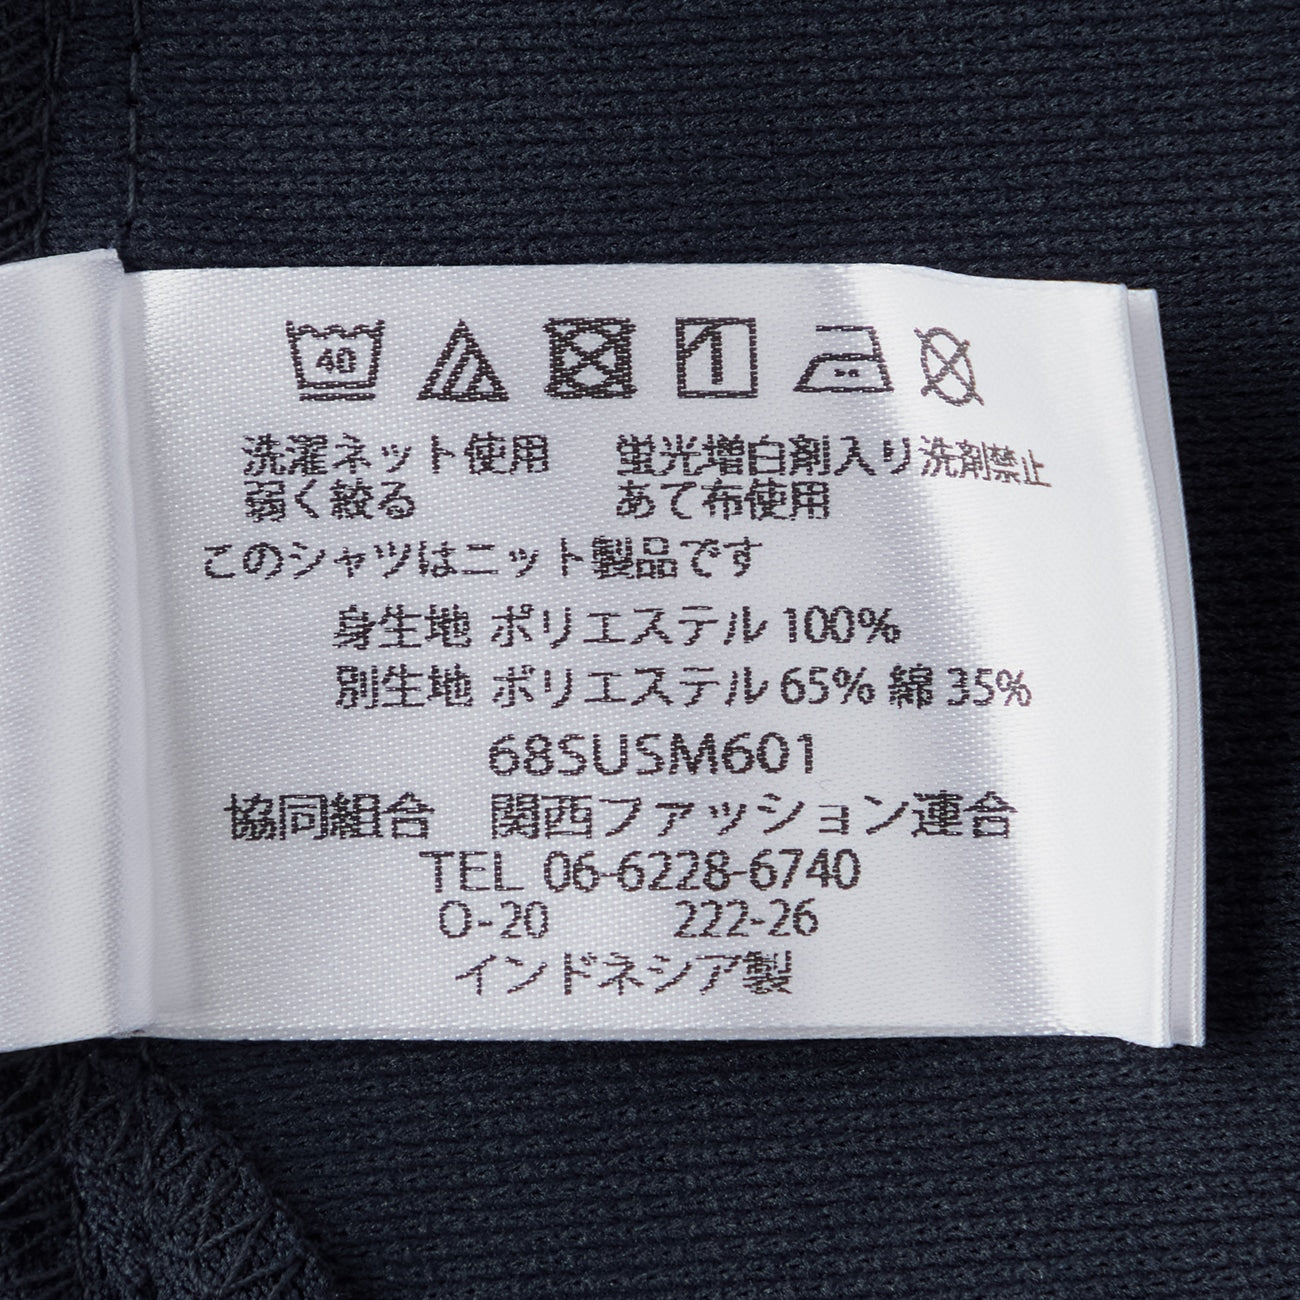 40
洗濯ネット使用 蛍光増白剤入り洗剤禁止
弱く絞る あて布使用
このシャツはニット製品です
身生地 ポリエステル 100%
別生地 ポリエステル 65% 綿 35%
68SUSM601
協同組合 関西ファッション連合
TEL 06-6228-6740
O-20 222-26
インドネシア製